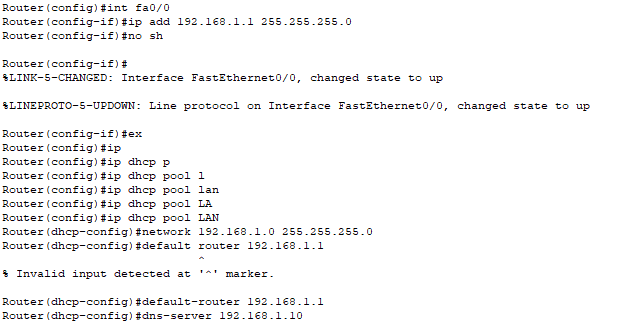 Router(config)#int fa0/0
Router(config-if)#ip add 192.168.1.1 255.255.255.0
Router(config-if)#no sh
Router(config-if)#
%LINK-5-CHANGED: Interface FastEthernet0/0, changed state to up
%LINEPROTO-5-UPDOWN: Line protocol on Interface FastEthernet0/0, changed state to up
Router(config-if)#ex
Router(config)#ip
Router(config)#ip dhcp p
Router(config)#ip dhcp pool l
Router(config)#ip dhcp pool lan
Router(config)#ip dhcp pool LA
Router(config)#ip dhcp pool LAN
Router(dhcp-config)#network 192.168.1.0 255.255.255.0
Router(dhcp-config)#default router 192.168.1.1
^
% Invalid input detected at '^' marker.
Router(dhcp-config)#default-router 192.168.1.1
Router(dhcp-config)#dns-server 192.168.1.10